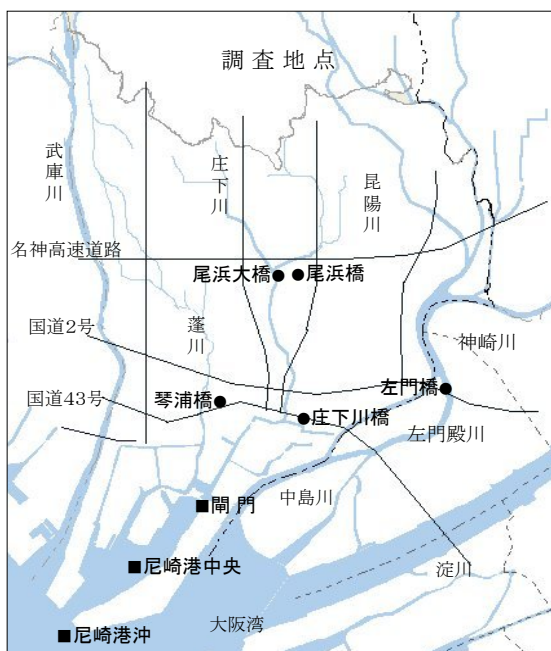 調査地点
武庫川
庄下川
昆陽川
名神高速道路
尾浜大橋
尾浜橋
国道2号
蓬川
神崎川
琴浦橋
左門橋
国道43号
庄下川橋
左門殿川
閘門
中島川
尼崎港中央
淀川
大阪湾
尼崎港沖